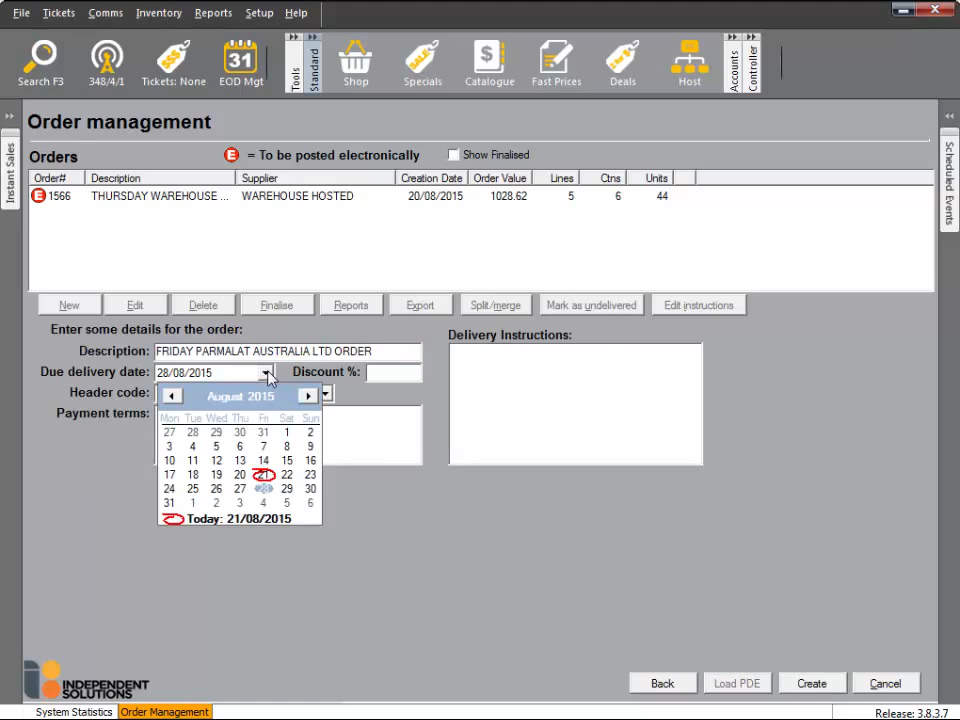 File Tickets Comms Inventory Reports Setup Help
Search F3 348/4/1 Tickets: None 31 EOD Mgt Tools Standard Shop Specials Catalogue Fast Prices Deals Host Accounts Controller
Instant Sales
Scheduled Events
Order management
Orders E = To be posted electronically Show Finalised
Order# Description Supplier Creation Date Order Value Lines Ctns Units
E 1566 THURSDAY WAREHOUSE ... WAREHOUSE HOSTED 20/08/2015 1028.62 5 6 44
New Edit Delete Finalise Reports Export Split/merge Mark as undelivered Edit instructions
Enter some details for the order:
Delivery Instructions:
Description: FRIDAY PARMALAT AUSTRALIA LTD ORDER
Due delivery date: 28/08/2015 Discount %:
Header code:
Payment terms:
August 2015
Mon Tue Wed Thu Fri Sat Sun
27 28 29 30 31 1 2
3 4 5 6 7 8 9
10 11 12 13 14 15 16
17 18 19 20 21 22 23
24 25 26 27 28 29 30
31 1 2 3 4 5 6
Today: 21/08/2015
INDEPENDENT
SOLUTIONS
Back Load PDE Create Cancel
System Statistics Order Management Release: 3.8.3.7